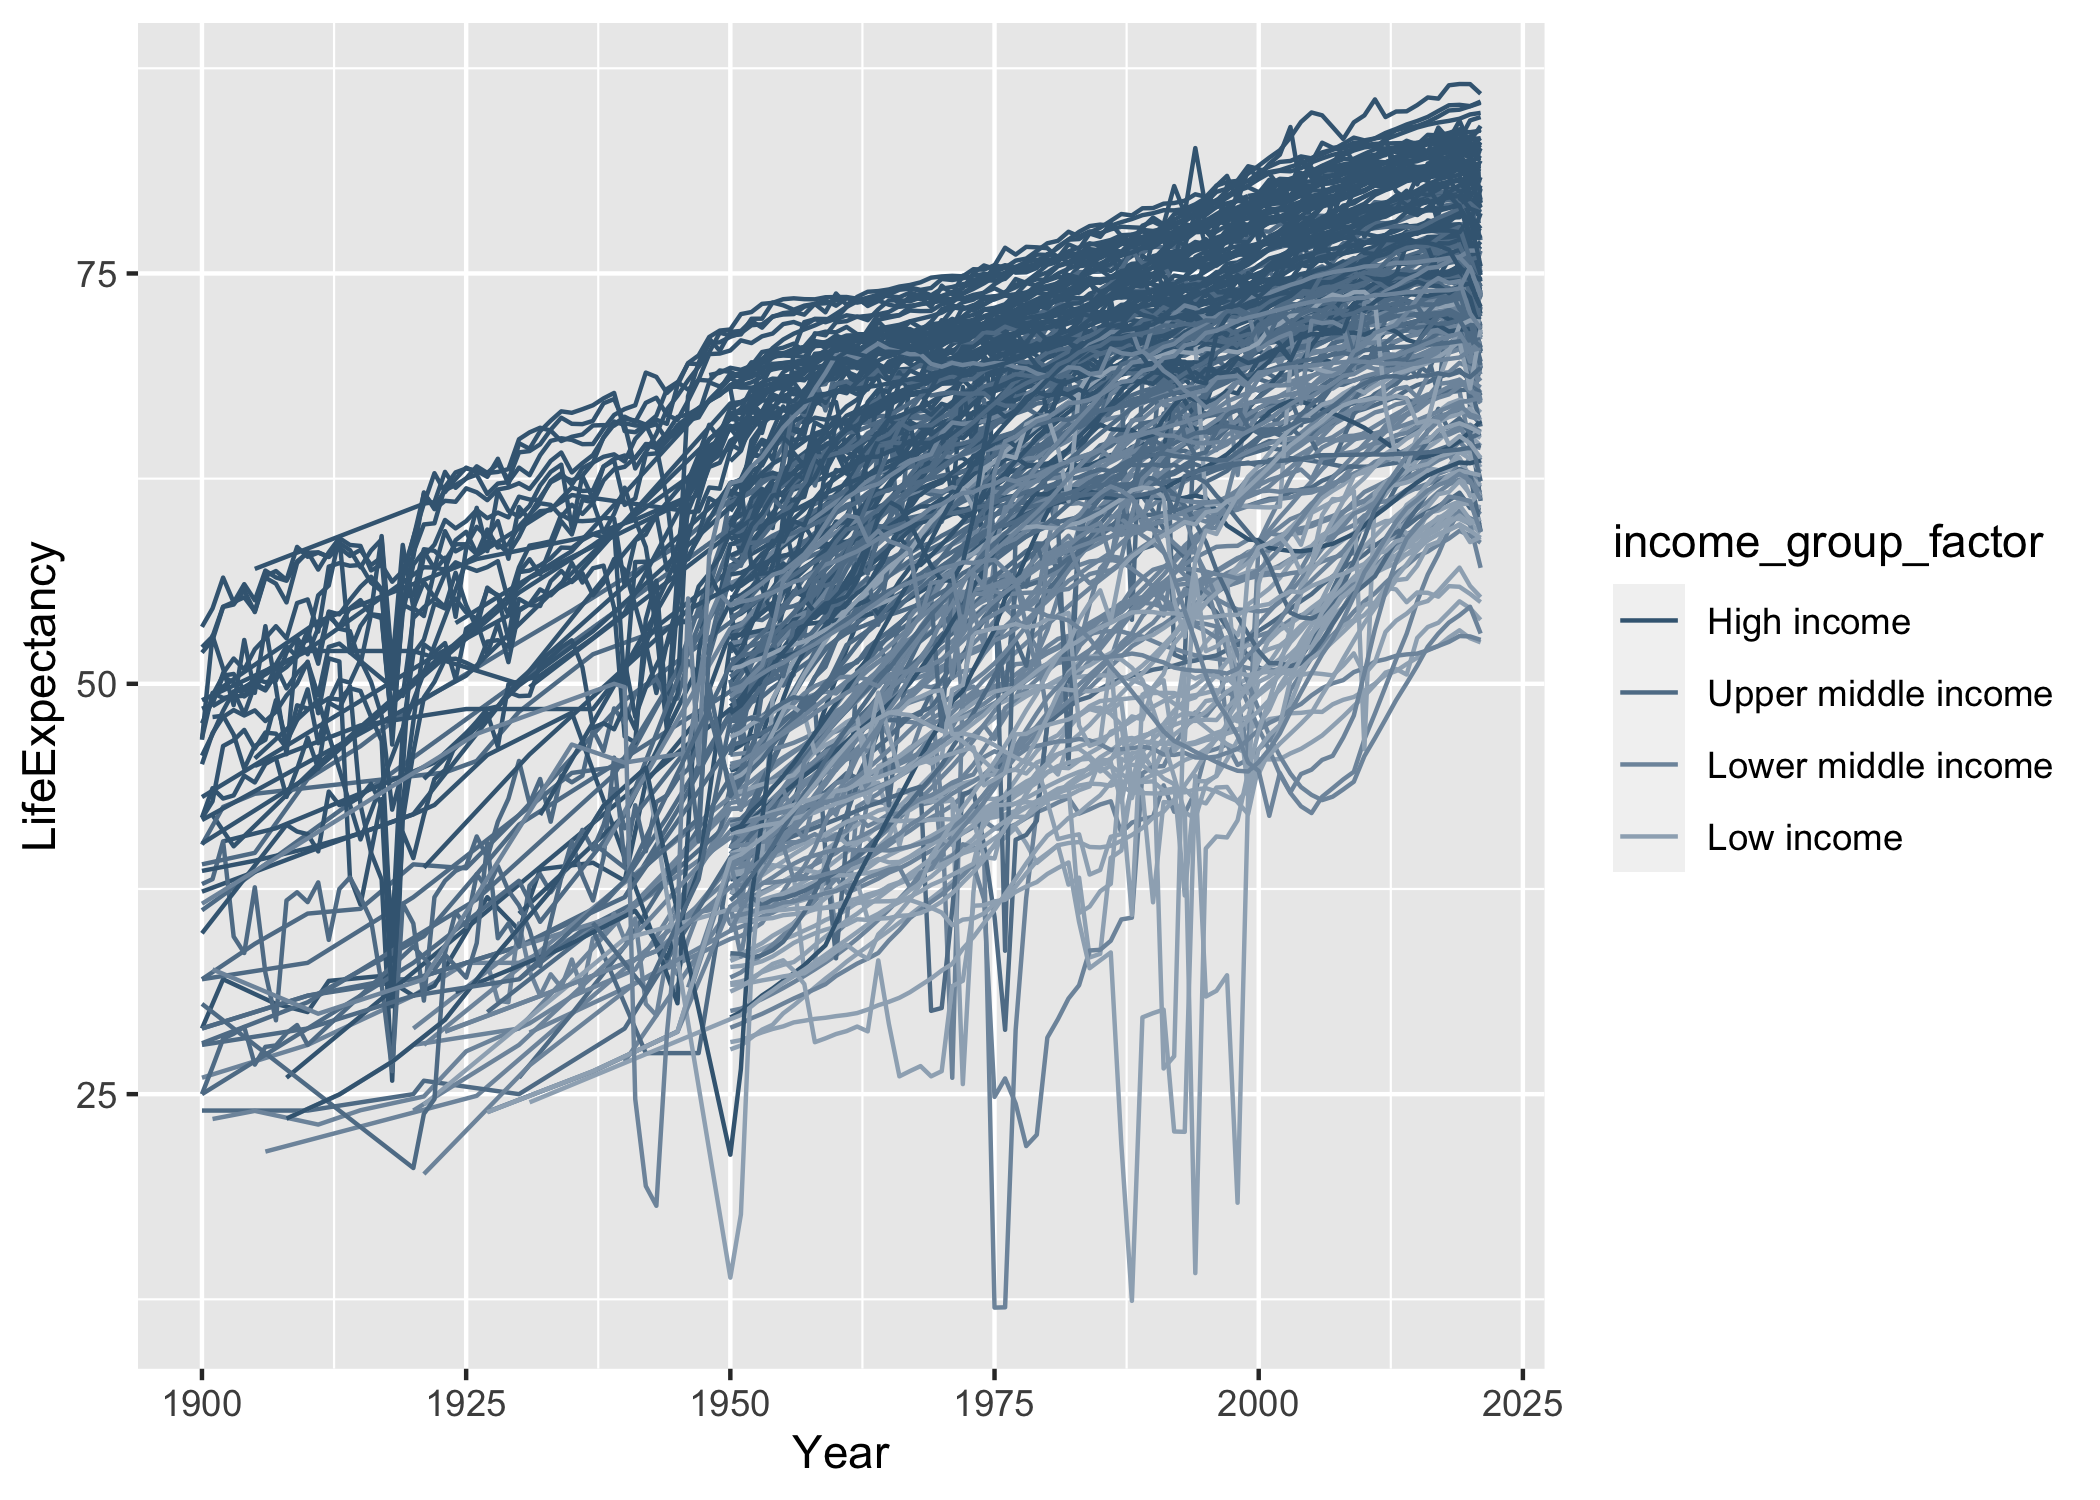 75
50
25
LifeExpectancy
1900
1925
1950
1975
2000
2025
Year
income_group_factor
High income
Upper middle income
Lower middle income
Low income